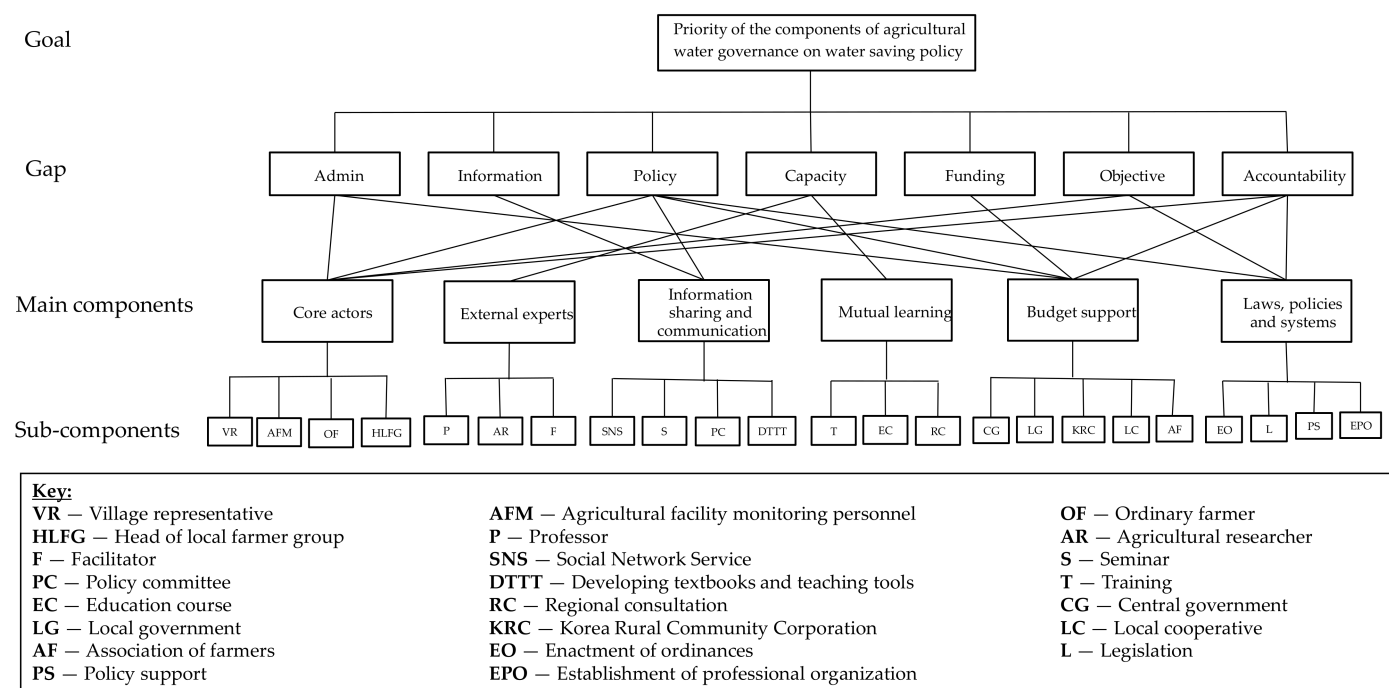 Goal
Priority of the components of agricultural
water governance on water saving policy
Gap
Admin
Information
Policy
Capacity
Funding
Objective
Accountability
Main components
Core actors
External experts
Information
sharing and
communication
Mutual learning
Budget support
Laws, policies
and systems
Sub-components
VR
AFM
OF
HLFG
P
AR
F
SNS
S
PC
DTTT
T
EC
RC
CG
LG
KRC
LC
AF
EO
L
PS
EPO
Key:
VR — Village representative
AFM — Agricultural facility monitoring personnel
OF — Ordinary farmer
HLFG — Head of local farmer group
P — Professor
AR — Agricultural researcher
F — Facilitator
SNS — Social Network Service
S — Seminar
PC — Policy committee
DTTT — Developing textbooks and teaching tools
T — Training
EC — Education course
RC — Regional consultation
CG — Central government
LG — Local government
KRC — Korea Rural Community Corporation
LC — Local cooperative
AF — Association of farmers
EO — Enactment of ordinances
L — Legislation
PS — Policy support
EPO — Establishment of professional organization